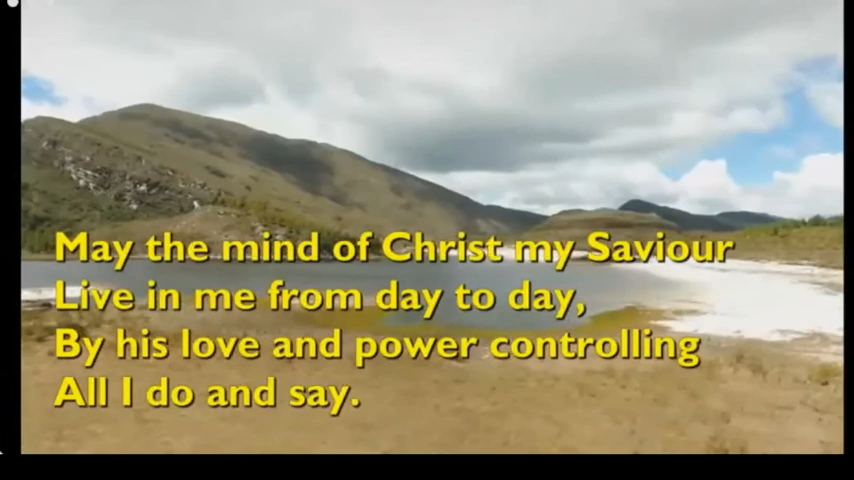 May the mind of Christ my Saviour
Live in me from day to day,
By his love and power controlling
All I do and say.